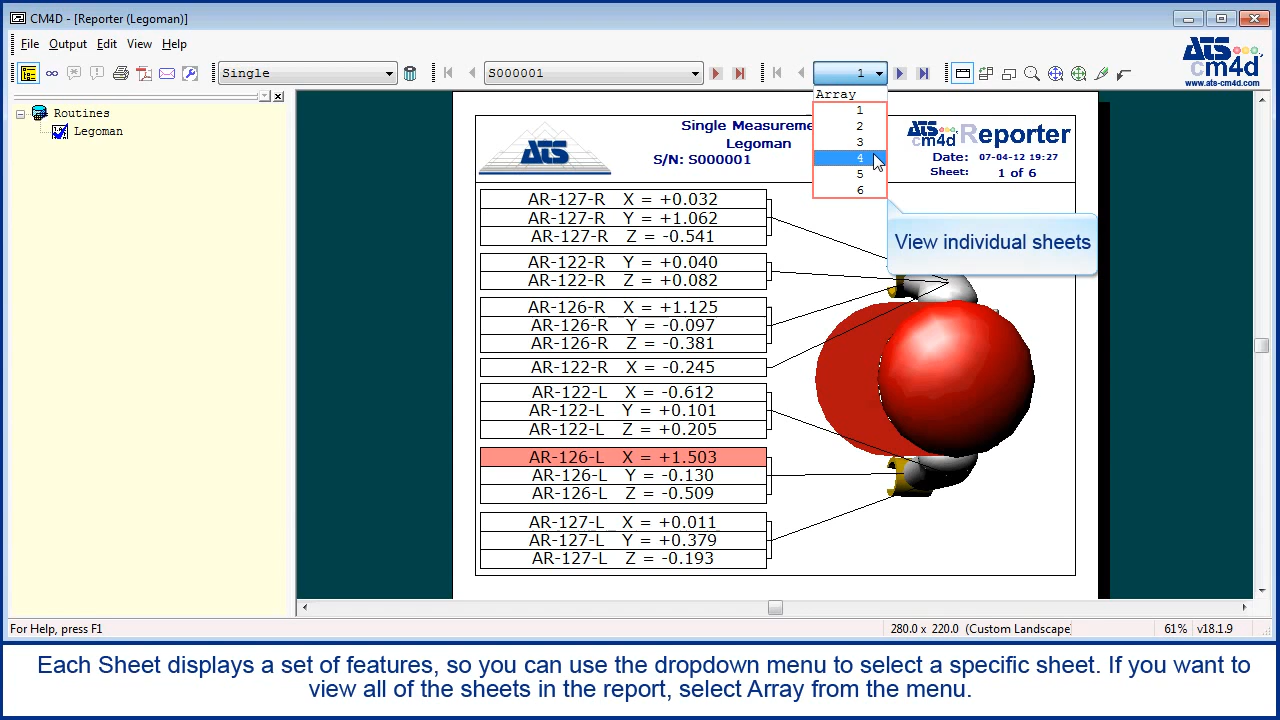 CM4D - [Reporter (Legoman)]
File Output Edit View Help
Single
S000001
1
ATS
cm4d
www.ats-cm4d.com
Array
1
2
3
4
5
6
Routines
Legoman
ATS
Single Measureme
Legoman
S/N: S000001
ATS
cm4d
Reporter
Date: 07-04-12 19:27
Sheet: 1 of 6
AR-127-R X = +0.032
AR-127-R Y = +1.062
AR-127-R Z = -0.541
AR-122-R Y = +0.040
AR-122-R Z = +0.082
AR-126-R X = +1.125
AR-126-R Y = -0.097
AR-126-R Z = -0.381
AR-122-R X = -0.245
AR-122-L X = -0.612
AR-122-L Y = +0.101
AR-122-L Z = +0.205
AR-126-L X = +1.503
AR-126-L Y = -0.130
AR-126-L Z = -0.509
AR-127-L X = +0.011
AR-127-L Y = +0.379
AR-127-L Z = -0.193
View individual sheets
For Help, press F1
280.0 x 220.0 (Custom Landscape)
61%
v18.1.9
Each Sheet displays a set of features, so you can use the dropdown menu to select a specific sheet. If you want to
view all of the sheets in the report, select Array from the menu.